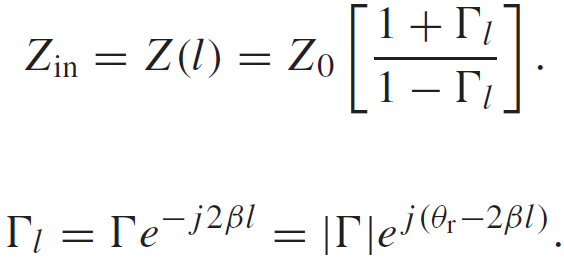 Z_in = Z(l) = Z_0 [ (1 + Γ_l) / (1 − Γ_l) ].
Γ_l = Γe^{−j2βl} = |Γ|e^{j(θ_r−2βl)}.